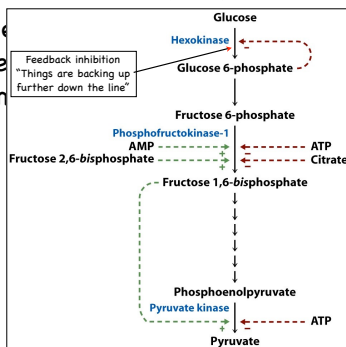 Glucose
Hexokinase
–
Feedback inhibition
"Things are backing up
further down the line"
Glucose 6-phosphate
Fructose 6-phosphate
Phosphofructokinase-1
AMP
ATP
+
–
Fructose 2,6-bisphosphate
Citrate
+
–
Fructose 1,6-bisphosphate
Phosphoenolpyruvate
Pyruvate kinase
ATP
+
–
Pyruvate